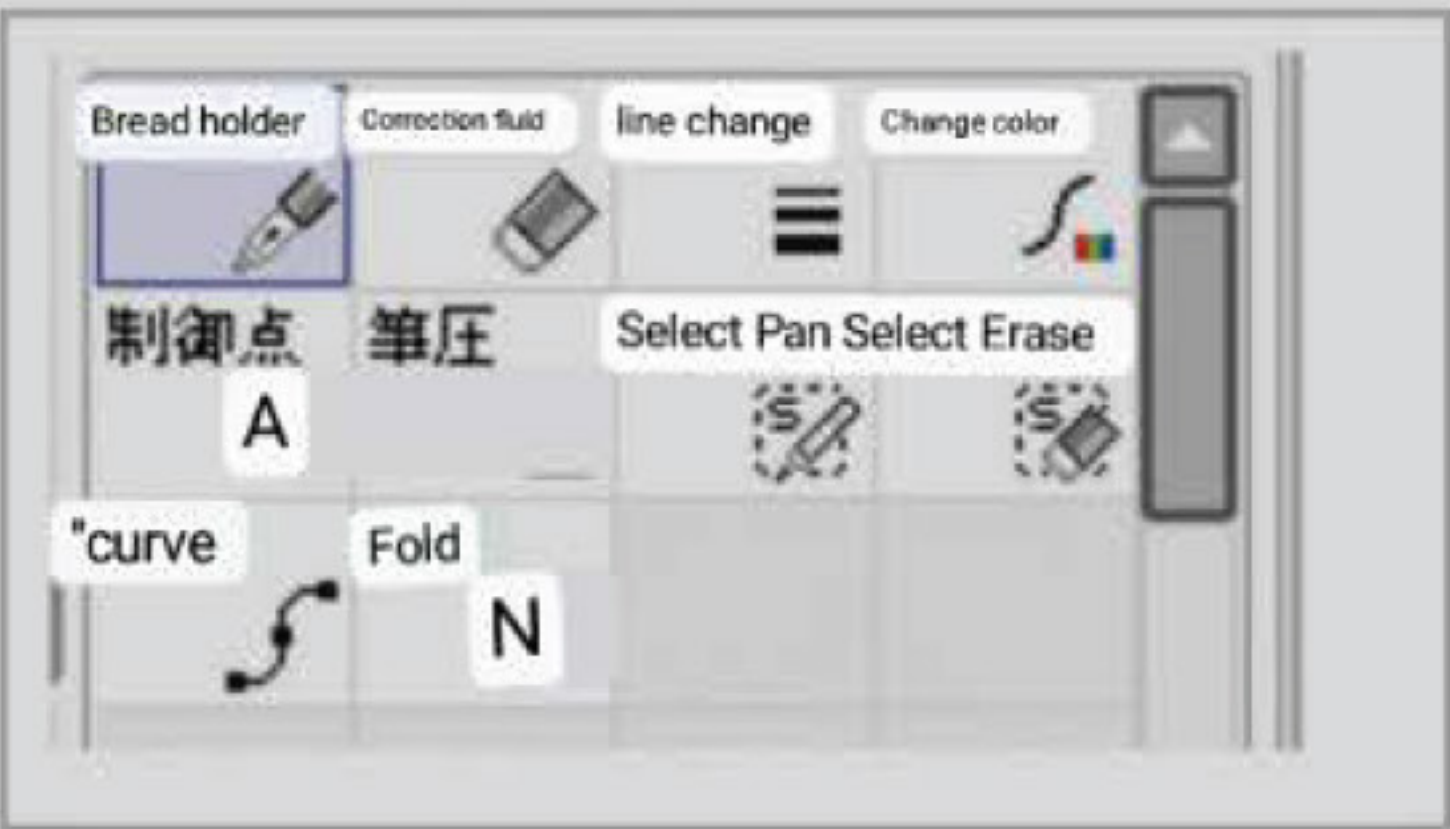 Bread holder
Correction fluid
line change
Change color
制御点
筆圧
Select Pan Select Erase
A
S
S
"curve
Fold
N